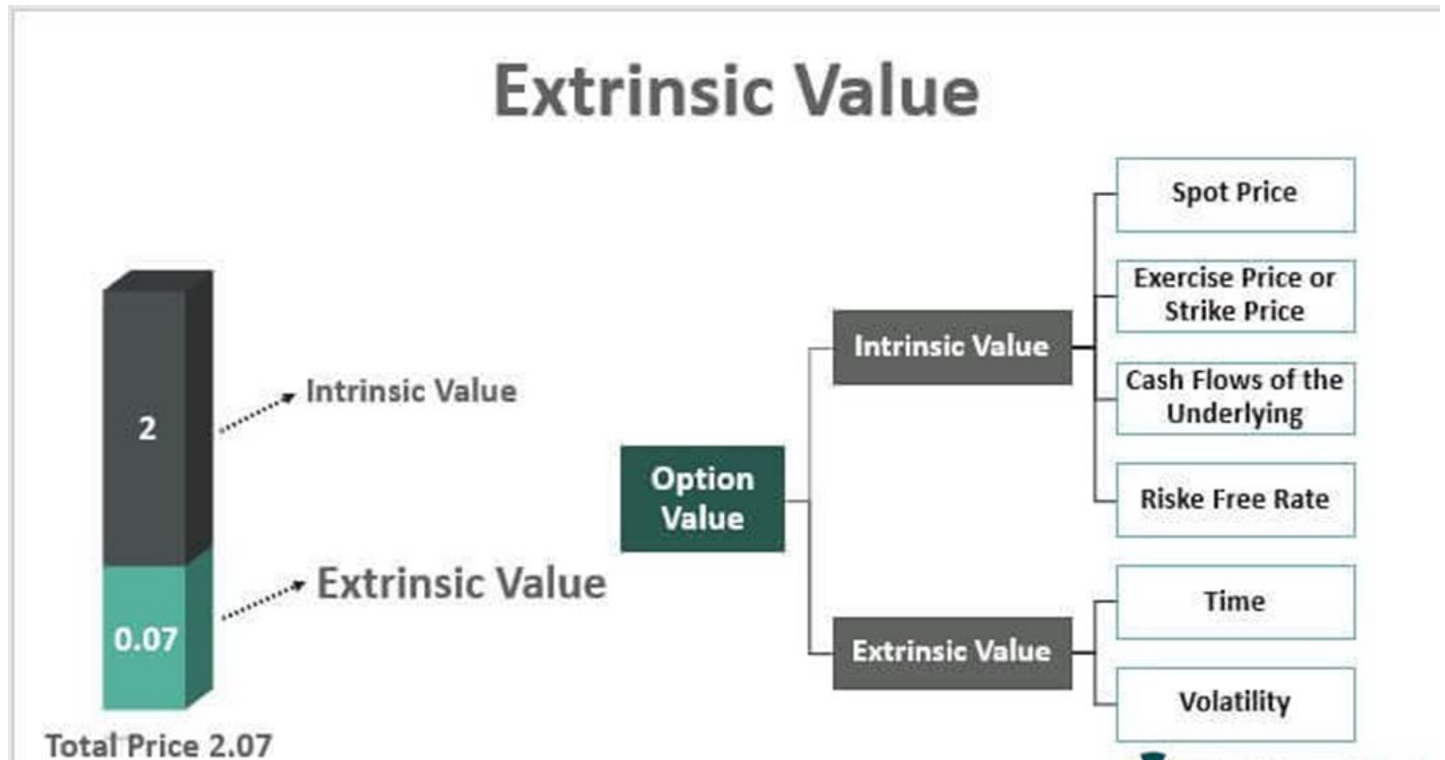 Extrinsic Value
2
Intrinsic Value
0.07
Extrinsic Value
Total Price 2.07
Option
Value
Intrinsic Value
Spot Price
Exercise Price or
Strike Price
Cash Flows of the
Underlying
Riske Free Rate
Extrinsic Value
Time
Volatility